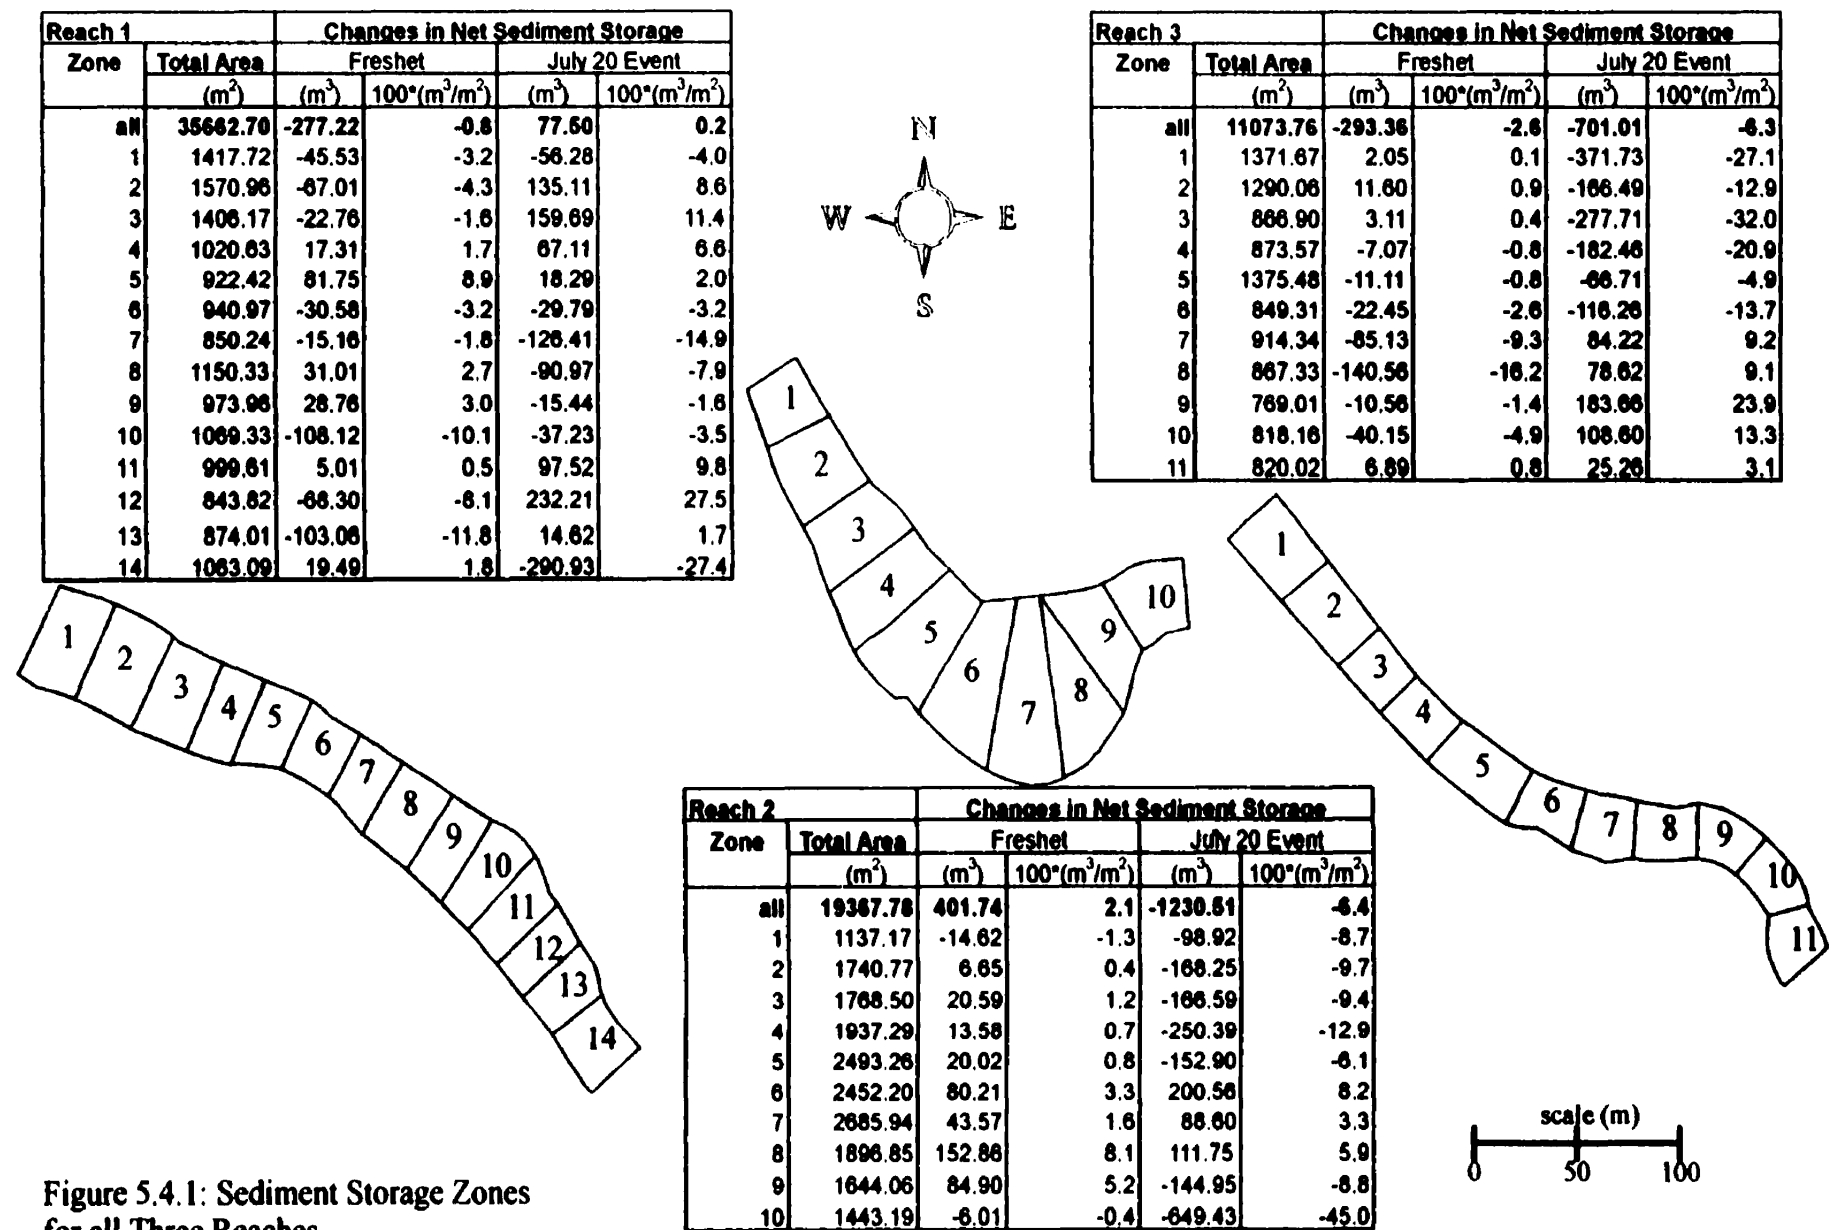 Reach 1 Changes in Net Sediment Storage
Zone Total Area Freshet July 20 Event
(m²) (m³) 100*(m³/m²) (m³) 100*(m³/m²)
all 35662.70 -277.22 -0.8 77.50 0.2
1 1417.72 -45.53 -3.2 -56.28 -4.0
2 1570.96 -67.01 -4.3 135.11 8.6
3 1406.17 -22.76 -1.6 159.69 11.4
4 1020.63 17.31 1.7 67.11 6.6
5 922.42 81.75 8.9 18.29 2.0
6 940.97 -30.58 -3.2 -29.79 -3.2
7 850.24 -15.16 -1.8 -126.41 -14.9
8 1150.33 31.01 2.7 -90.97 -7.9
9 973.96 28.76 3.0 -15.44 -1.6
10 1069.33 -108.12 -10.1 -37.23 -3.5
11 999.61 5.01 0.5 97.52 9.8
12 843.82 -68.30 -8.1 232.21 27.5
13 874.01 -103.06 -11.8 14.62 1.7
14 1063.09 19.49 1.8 -290.93 -27.4
N
W E
S
Reach 3 Changes in Net Sediment Storage
Zone Total Area Freshet July 20 Event
(m²) (m³) 100*(m³/m²) (m³) 100*(m³/m²)
all 11073.76 -293.36 -2.6 -701.01 -6.3
1 1371.67 2.05 0.1 -371.73 -27.1
2 1290.06 11.60 0.9 -166.49 -12.9
3 866.90 3.11 0.4 -277.71 -32.0
4 873.57 -7.07 -0.8 -182.46 -20.9
5 1375.48 -11.11 -0.8 -66.71 -4.9
6 849.31 -22.45 -2.6 -116.26 -13.7
7 914.34 -85.13 -9.3 84.22 9.2
8 867.33 -140.56 -16.2 78.62 9.1
9 769.01 -10.56 -1.4 183.66 23.9
10 818.16 -40.15 -4.9 108.60 13.3
11 820.02 6.89 0.8 25.26 3.1
1
2
3
4
5
6
7
8
9
10
11
12
13
14
1
2
3
4
5
6
7
8
9
10
1
2
3
4
5
6
7
8
9
10
11
Reach 2 Changes in Net Sediment Storage
Zone Total Area Freshet July 20 Event
(m²) (m³) 100*(m³/m²) (m³) 100*(m³/m²)
all 19367.78 401.74 2.1 -1230.51 -6.4
1 1137.17 -14.62 -1.3 -98.92 -8.7
2 1740.77 6.65 0.4 -168.25 -9.7
3 1768.50 20.59 1.2 -166.59 -9.4
4 1937.29 13.58 0.7 -250.39 -12.9
5 2493.26 20.02 0.8 -152.90 -6.1
6 2452.20 80.21 3.3 200.56 8.2
7 2685.94 43.57 1.6 88.60 3.3
8 1896.85 152.86 8.1 111.75 5.9
9 1644.06 84.90 5.2 -144.95 -8.8
10 1443.19 -6.01 -0.4 -649.43 -45.0
scale (m)
0 50 100
Figure 5.4.1: Sediment Storage Zones
for all Three Reaches